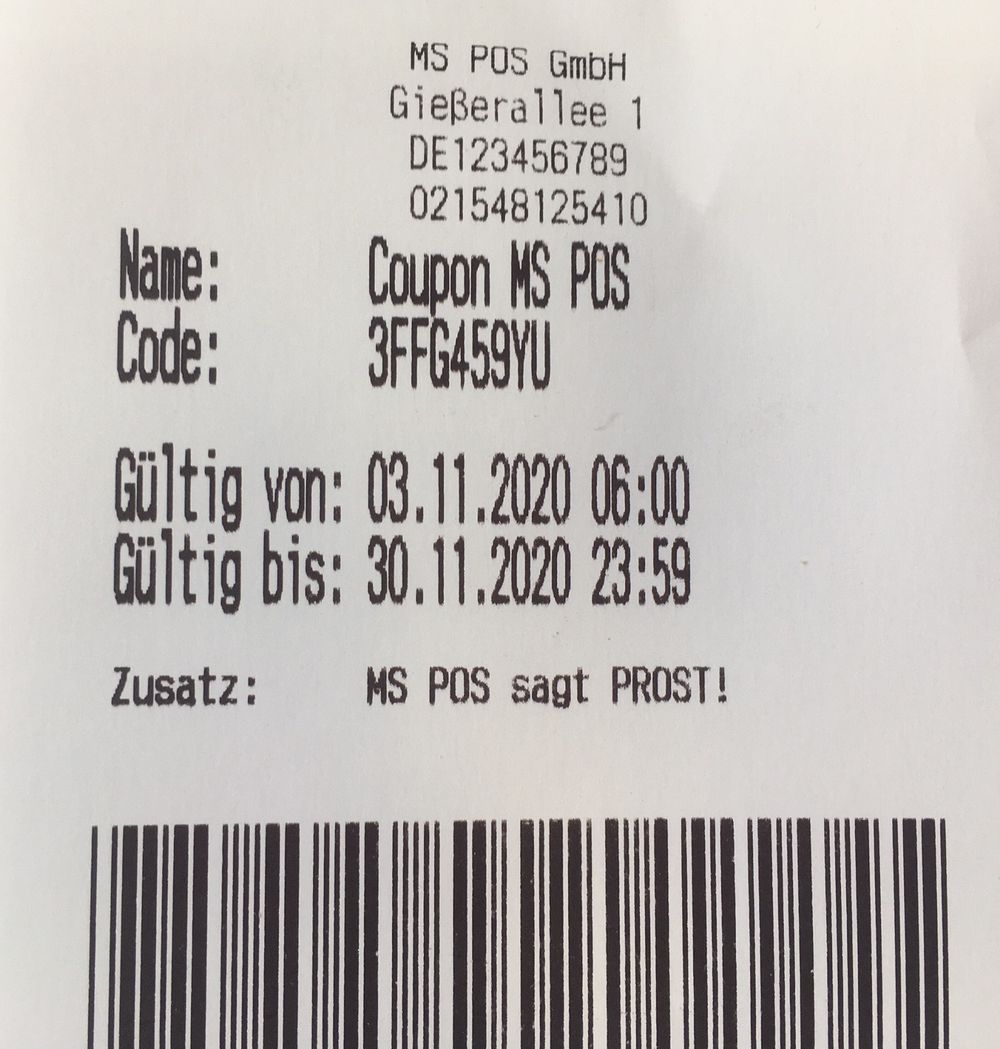 MS POS GmbH
Gießerallee 1
DE123456789
021548125410
Name: Coupon MS POS
Code: 3FFG459YU
Gültig von: 03.11.2020 06:00
Gültig bis: 30.11.2020 23:59
Zusatz: MS POS sagt PROST!